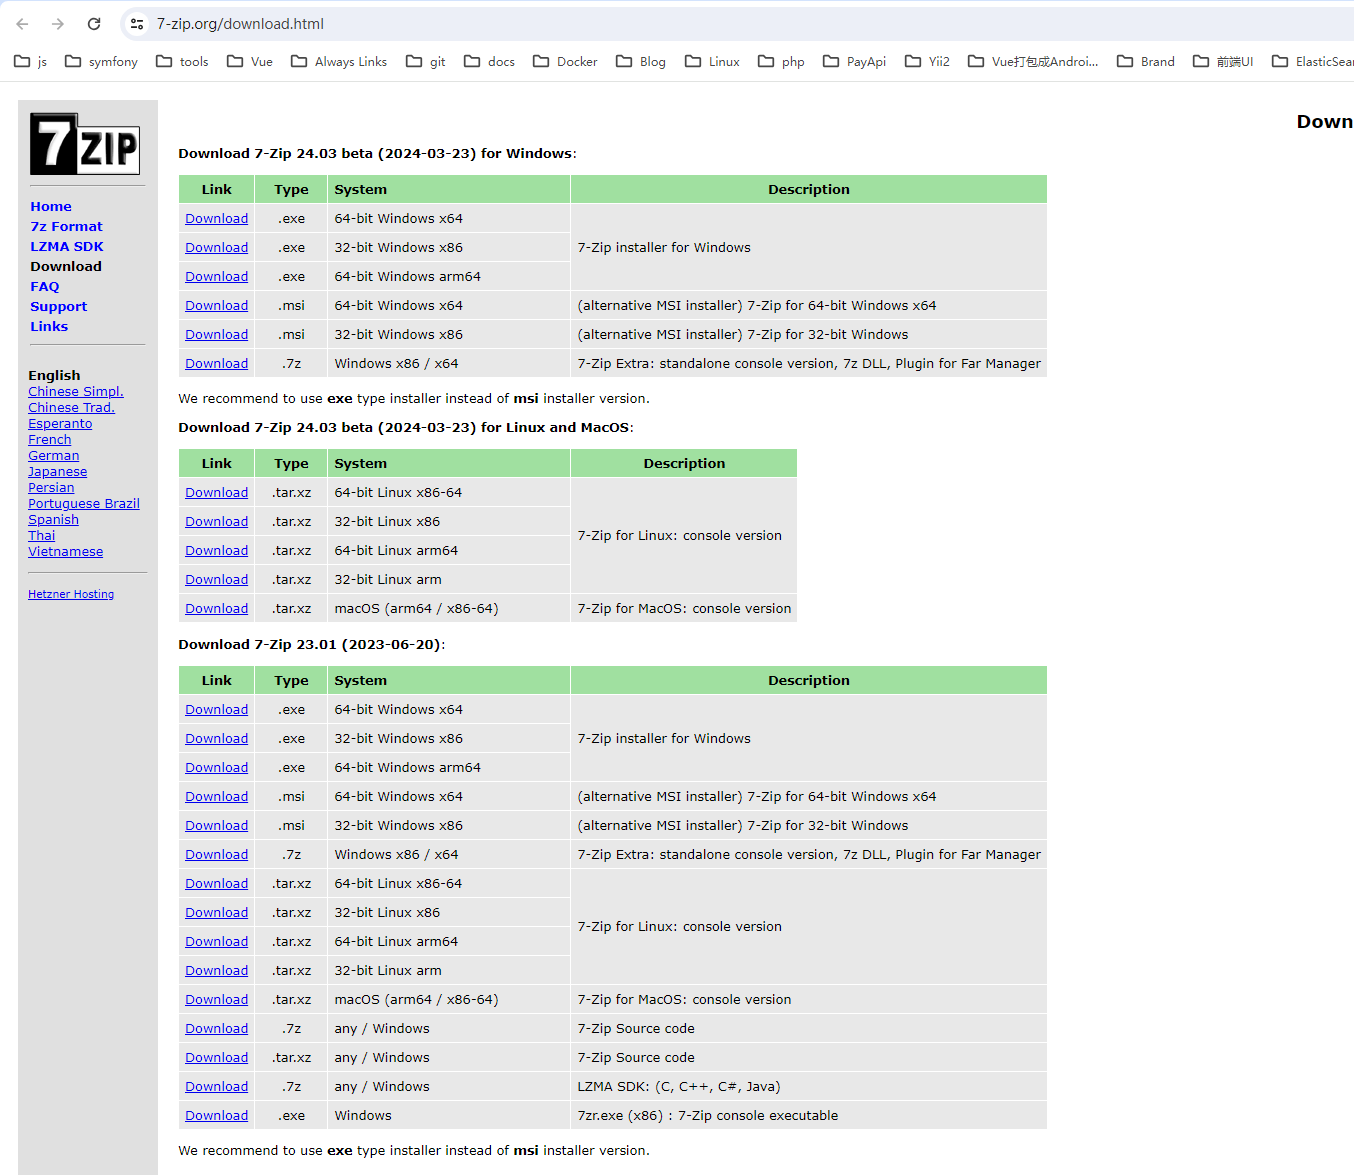 7-zip.org/download.html
js symfony tools Vue Always Links git docs Docker Blog Linux php PayApi Yii2 Vue打包成Androi... Brand 前端UI ElasticSear
7ZIP
Home
7z Format
LZMA SDK
Download
FAQ
Support
Links
English
Chinese Simpl.
Chinese Trad.
Esperanto
French
German
Japanese
Persian
Portuguese Brazil
Spanish
Thai
Vietnamese
Hetzner Hosting
Down
Download 7-Zip 24.03 beta (2024-03-23) for Windows:
Link Type System Description
Download .exe 64-bit Windows x64
Download .exe 32-bit Windows x86 7-Zip installer for Windows
Download .exe 64-bit Windows arm64
Download .msi 64-bit Windows x64 (alternative MSI installer) 7-Zip for 64-bit Windows x64
Download .msi 32-bit Windows x86 (alternative MSI installer) 7-Zip for 32-bit Windows
Download .7z Windows x86 / x64 7-Zip Extra: standalone console version, 7z DLL, Plugin for Far Manager
We recommend to use exe type installer instead of msi installer version.
Download 7-Zip 24.03 beta (2024-03-23) for Linux and MacOS:
Link Type System Description
Download .tar.xz 64-bit Linux x86-64
Download .tar.xz 32-bit Linux x86
7-Zip for Linux: console version
Download .tar.xz 64-bit Linux arm64
Download .tar.xz 32-bit Linux arm
Download .tar.xz macOS (arm64 / x86-64) 7-Zip for MacOS: console version
Download 7-Zip 23.01 (2023-06-20):
Link Type System Description
Download .exe 64-bit Windows x64
Download .exe 32-bit Windows x86 7-Zip installer for Windows
Download .exe 64-bit Windows arm64
Download .msi 64-bit Windows x64 (alternative MSI installer) 7-Zip for 64-bit Windows x64
Download .msi 32-bit Windows x86 (alternative MSI installer) 7-Zip for 32-bit Windows
Download .7z Windows x86 / x64 7-Zip Extra: standalone console version, 7z DLL, Plugin for Far Manager
Download .tar.xz 64-bit Linux x86-64
Download .tar.xz 32-bit Linux x86
7-Zip for Linux: console version
Download .tar.xz 64-bit Linux arm64
Download .tar.xz 32-bit Linux arm
Download .tar.xz macOS (arm64 / x86-64) 7-Zip for MacOS: console version
Download .7z any / Windows 7-Zip Source code
Download .tar.xz any / Windows 7-Zip Source code
Download .7z any / Windows LZMA SDK: (C, C++, C#, Java)
Download .exe Windows 7zr.exe (x86) : 7-Zip console executable
We recommend to use exe type installer instead of msi installer version.